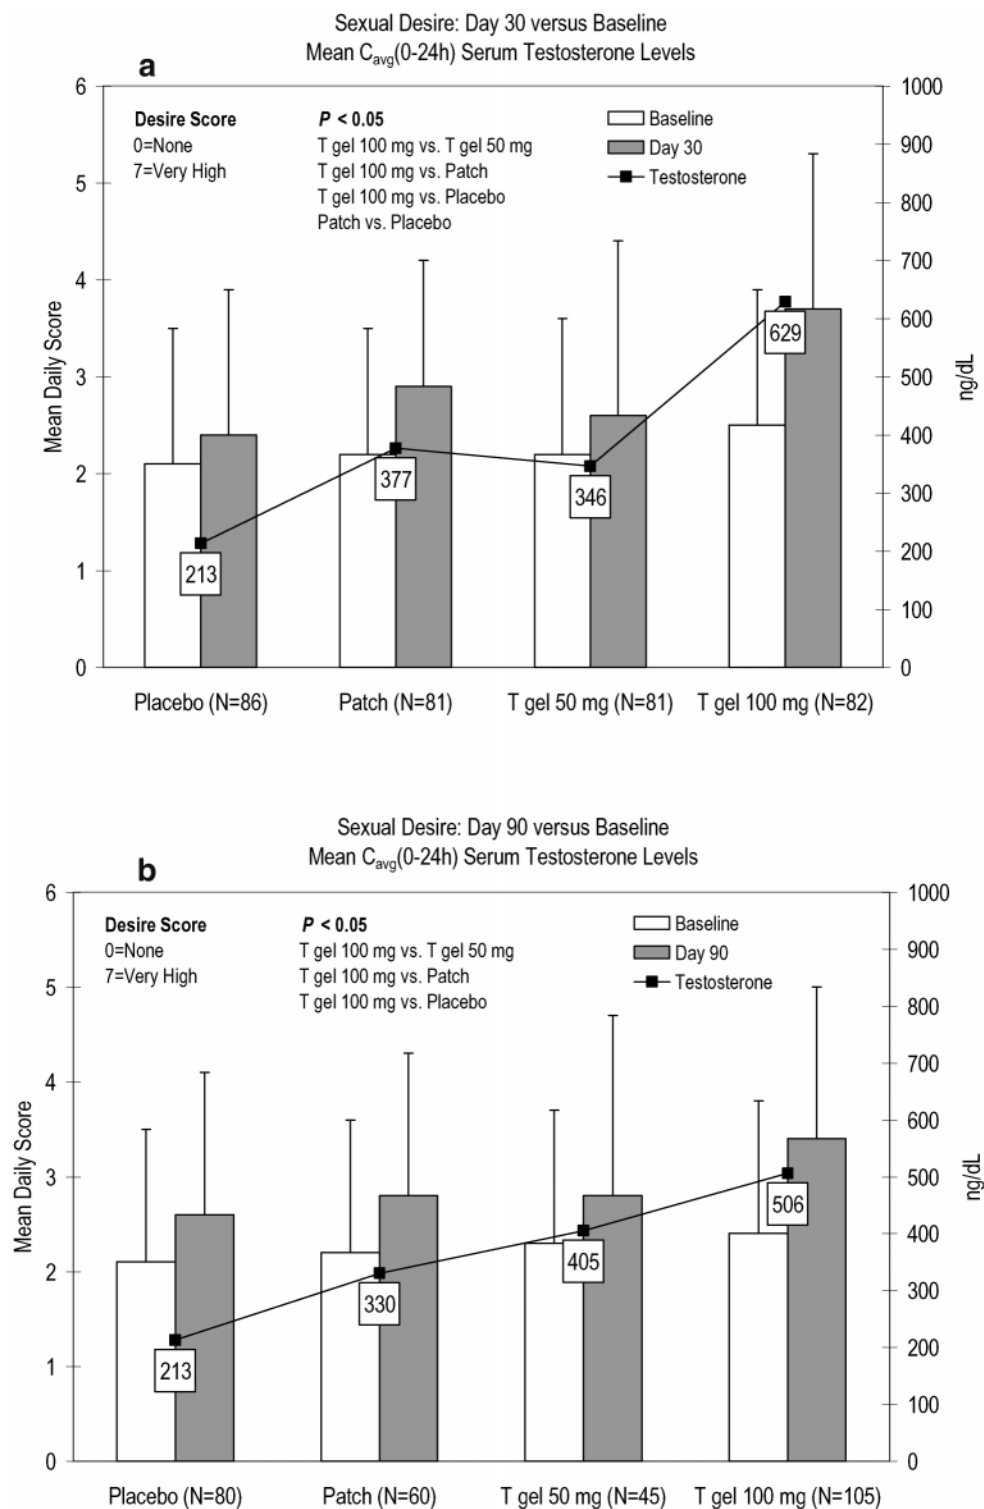 Sexual Desire: Day 30 versus Baseline
Mean Cavg(0-24h) Serum Testosterone Levels
a
Desire Score
0=None
7=Very High
P < 0.05
T gel 100 mg vs. T gel 50 mg
T gel 100 mg vs. Patch
T gel 100 mg vs. Placebo
Patch vs. Placebo
Baseline
Day 30
Testosterone
Mean Daily Score
6
5
4
3
2
1
0
1000
900
800
700
600
500
400
300
200
100
0
ng/dL
213
377
346
629
Placebo (N=86)
Patch (N=81)
T gel 50 mg (N=81)
T gel 100 mg (N=82)
Sexual Desire: Day 90 versus Baseline
Mean Cavg(0-24h) Serum Testosterone Levels
b
Desire Score
0=None
7=Very High
P < 0.05
T gel 100 mg vs. T gel 50 mg
T gel 100 mg vs. Patch
T gel 100 mg vs. Placebo
Baseline
Day 90
Testosterone
Mean Daily Score
6
5
4
3
2
1
0
1000
900
800
700
600
500
400
300
200
100
0
ng/dL
213
330
405
506
Placebo (N=80)
Patch (N=60)
T gel 50 mg (N=45)
T gel 100 mg (N=105)